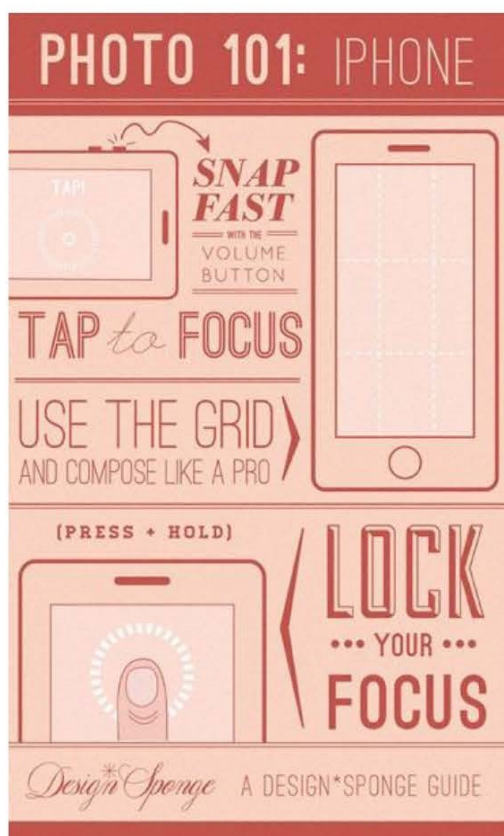 PHOTO 101: IPHONE
TAP!
SNAP
FAST
WITH THE
VOLUME
BUTTON
TAP to FOCUS
USE THE GRID
AND COMPOSE LIKE A PRO
(PRESS + HOLD)
LOCK
••• YOUR •••
FOCUS
Design*Sponge
A DESIGN*SPONGE GUIDE